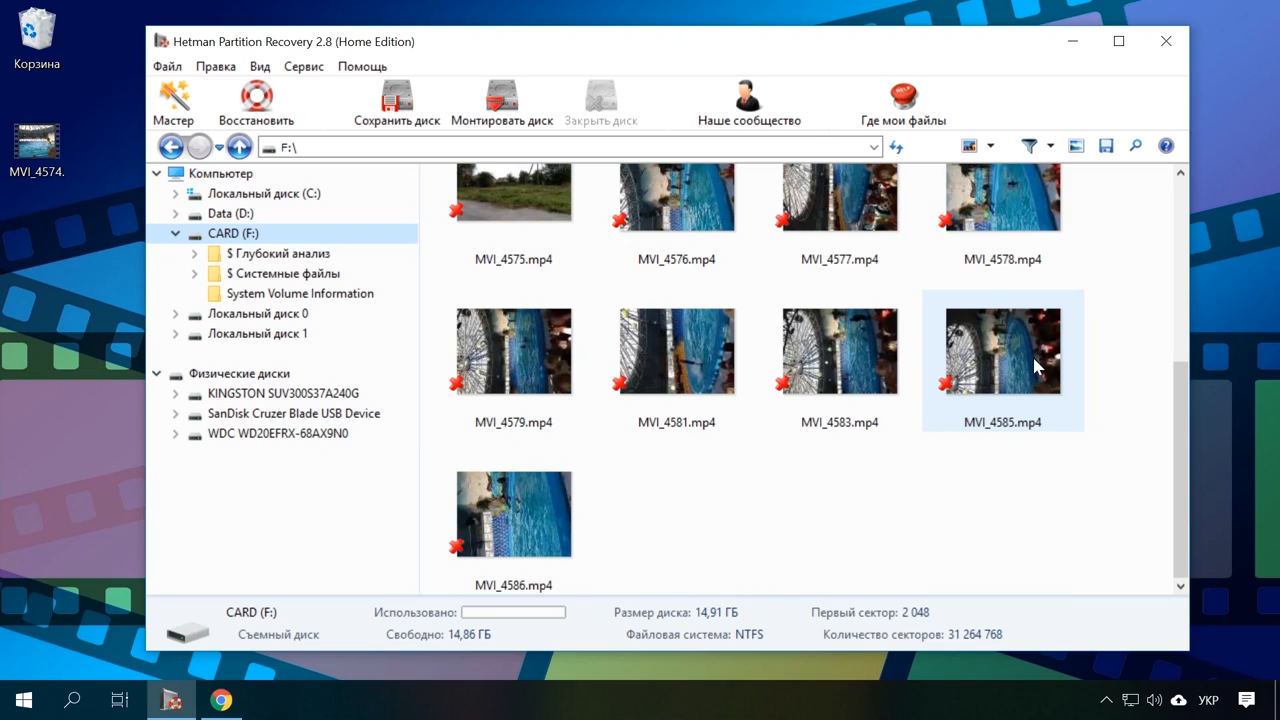 Корзина
MVI_4574.
Hetman Partition Recovery 2.8 (Home Edition)
Файл Правка Вид Сервис Помощь
Мастер Восстановить Сохранить диск Монтировать диск Закрыть диск Наше сообщество Где мои файлы
HELP
F:\
Компьютер
Локальный диск (C:)
Data (D:)
CARD (F:)
$ Глубокий анализ
$ Системные файлы
System Volume Information
Локальный диск 0
Локальный диск 1
Физические диски
KINGSTON SUV300S37A240G
SanDisk Cruzer Blade USB Device
WDC WD20EFRX-68AX9N0
MVI_4575.mp4 MVI_4576.mp4 MVI_4577.mp4 MVI_4578.mp4
MVI_4579.mp4 MVI_4581.mp4 MVI_4583.mp4 MVI_4585.mp4
MVI_4586.mp4
CARD (F:) Использовано: Размер диска: 14,91 ГБ Первый сектор: 2 048
Съемный диск Свободно: 14,86 ГБ Файловая система: NTFS Количество секторов: 31 264 768
УКР